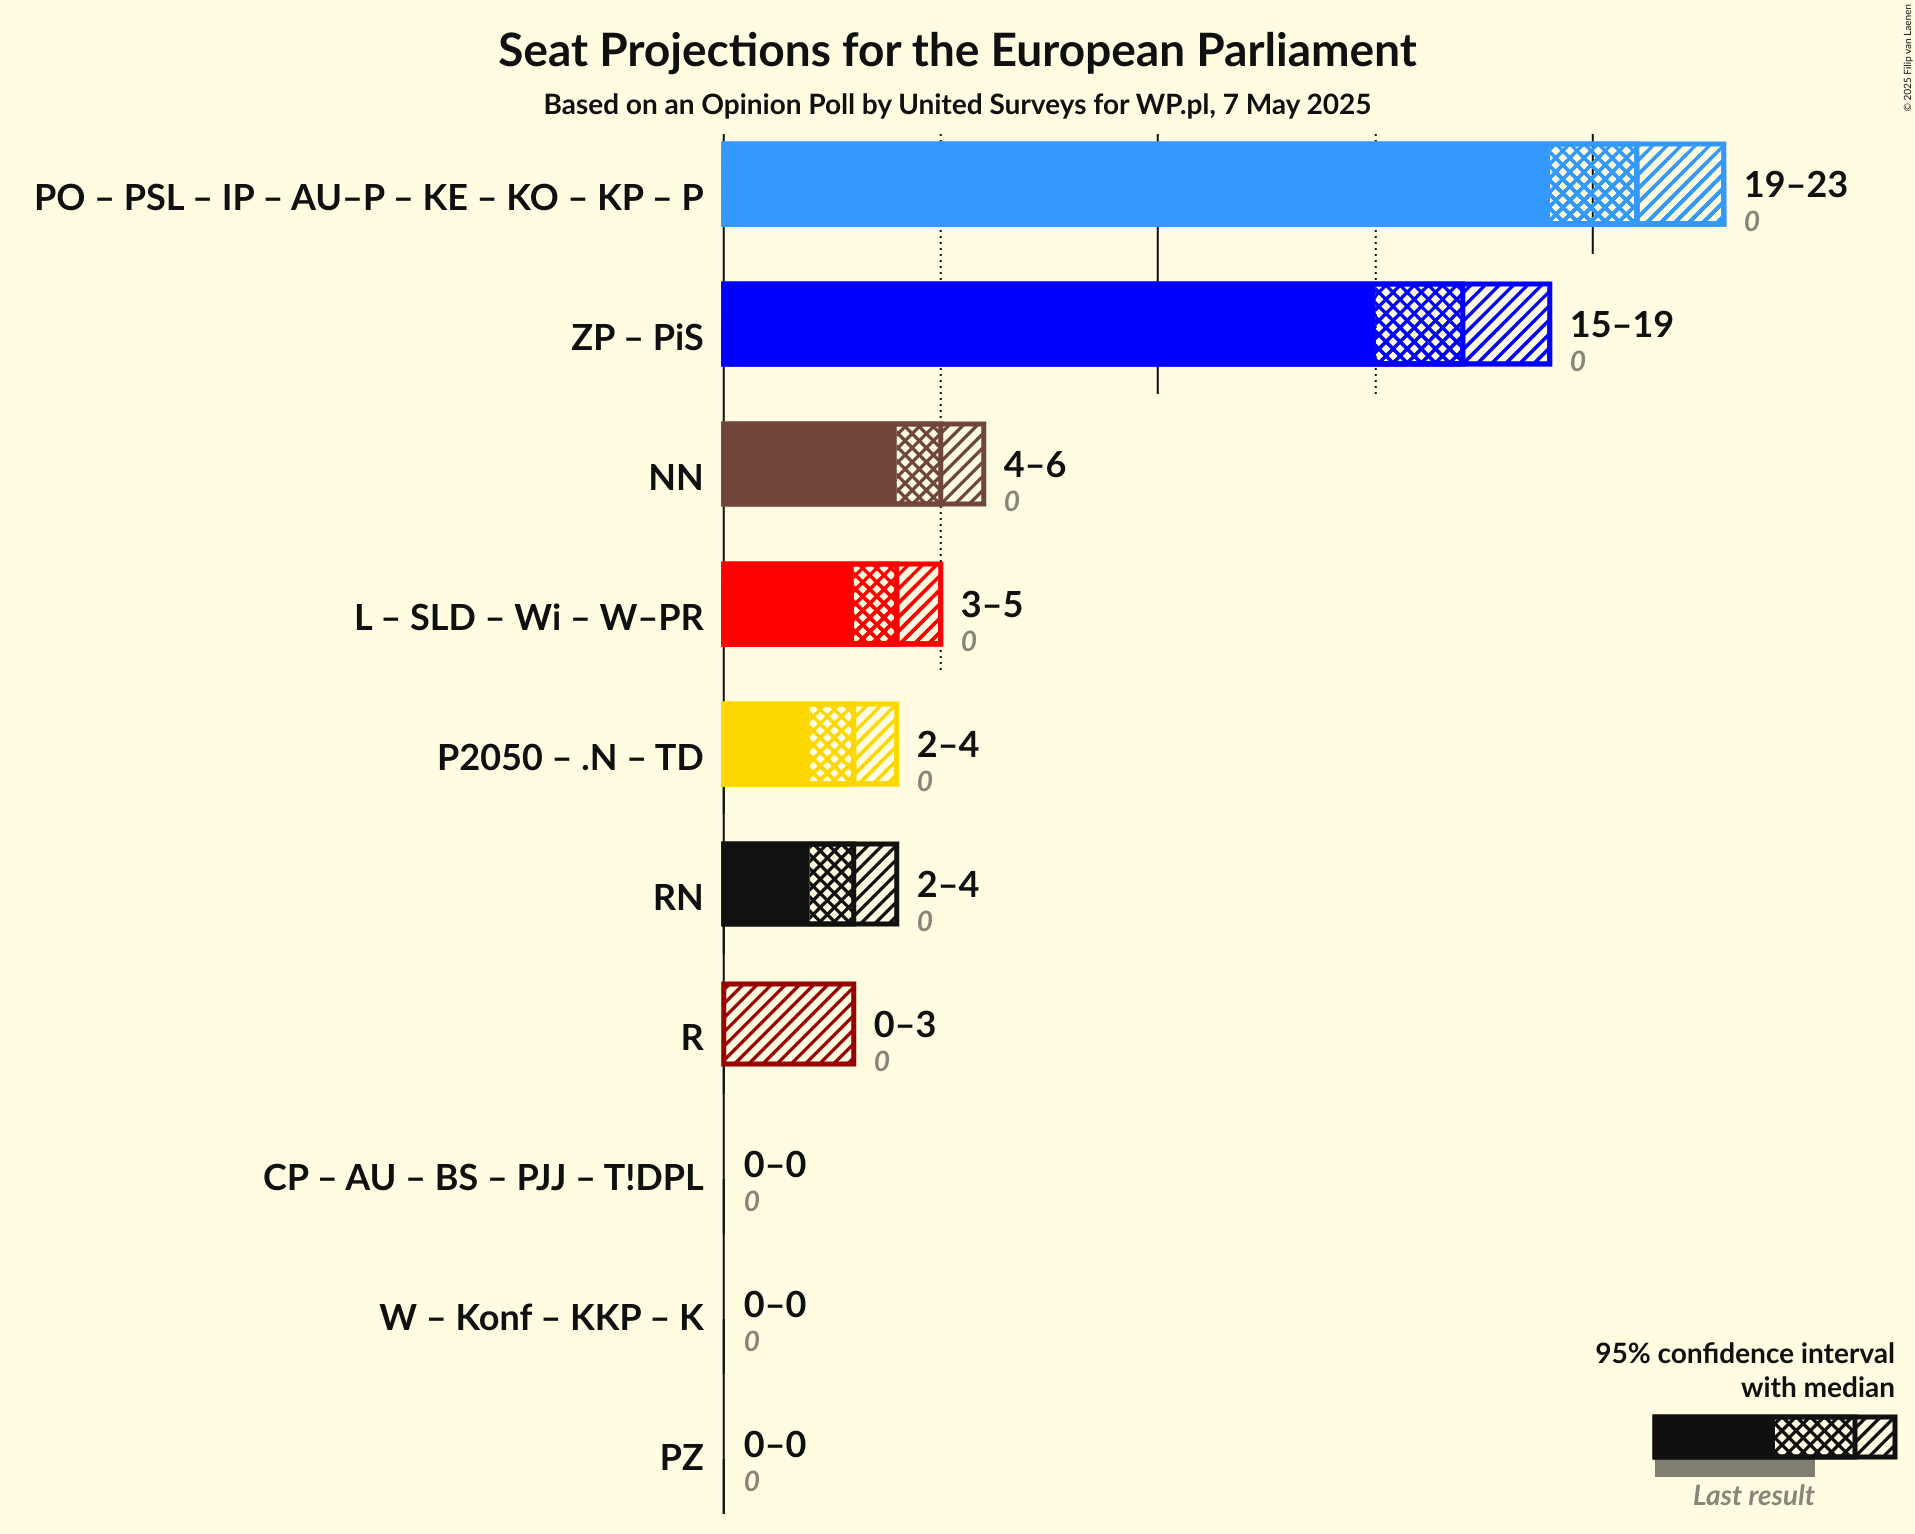 Seat Projections for the European Parliament
Based on an Opinion Poll by United Surveys for WP.pl, 7 May 2025
© 2025 Filip van Laenen
PO – PSL – IP – AU–P – KE – KO – KP – P
19–23
0
ZP – PiS
15–19
0
NN
4–6
0
L – SLD – Wi – W–PR
3–5
0
P2050 – .N – TD
2–4
0
RN
2–4
0
R
0–3
0
CP – AU – BS – PJJ – T!DPL
0–0
0
W – Konf – KKP – K
0–0
0
PZ
0–0
0
95% confidence interval
with median
Last result